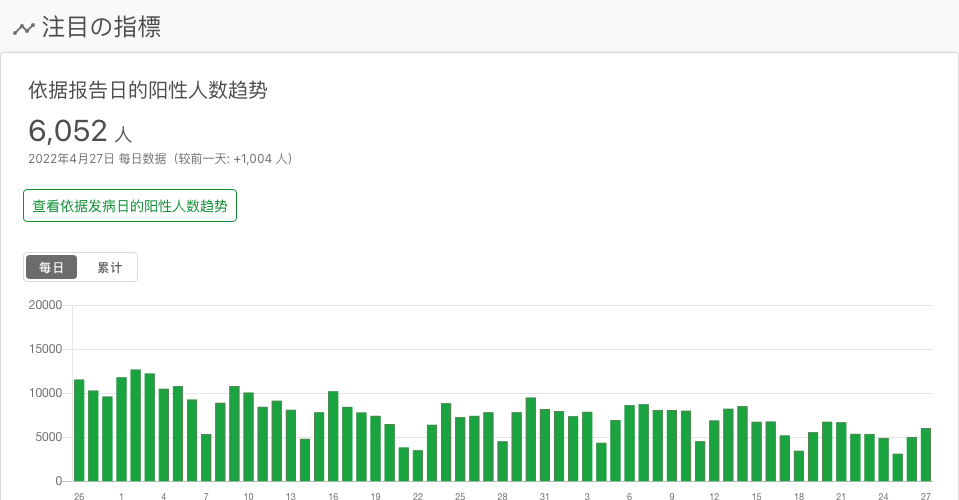 注目の指標
依据报告日的阳性人数趋势
6,052 人
2022年4月27日 每日数据（较前一天: +1,004 人）
查看依据发病日的阳性人数趋势
每日 累计
20000
15000
10000
5000
0
26 1 4 7 10 13 16 19 22 25 28 31 3 6 9 12 15 18 21 24 27